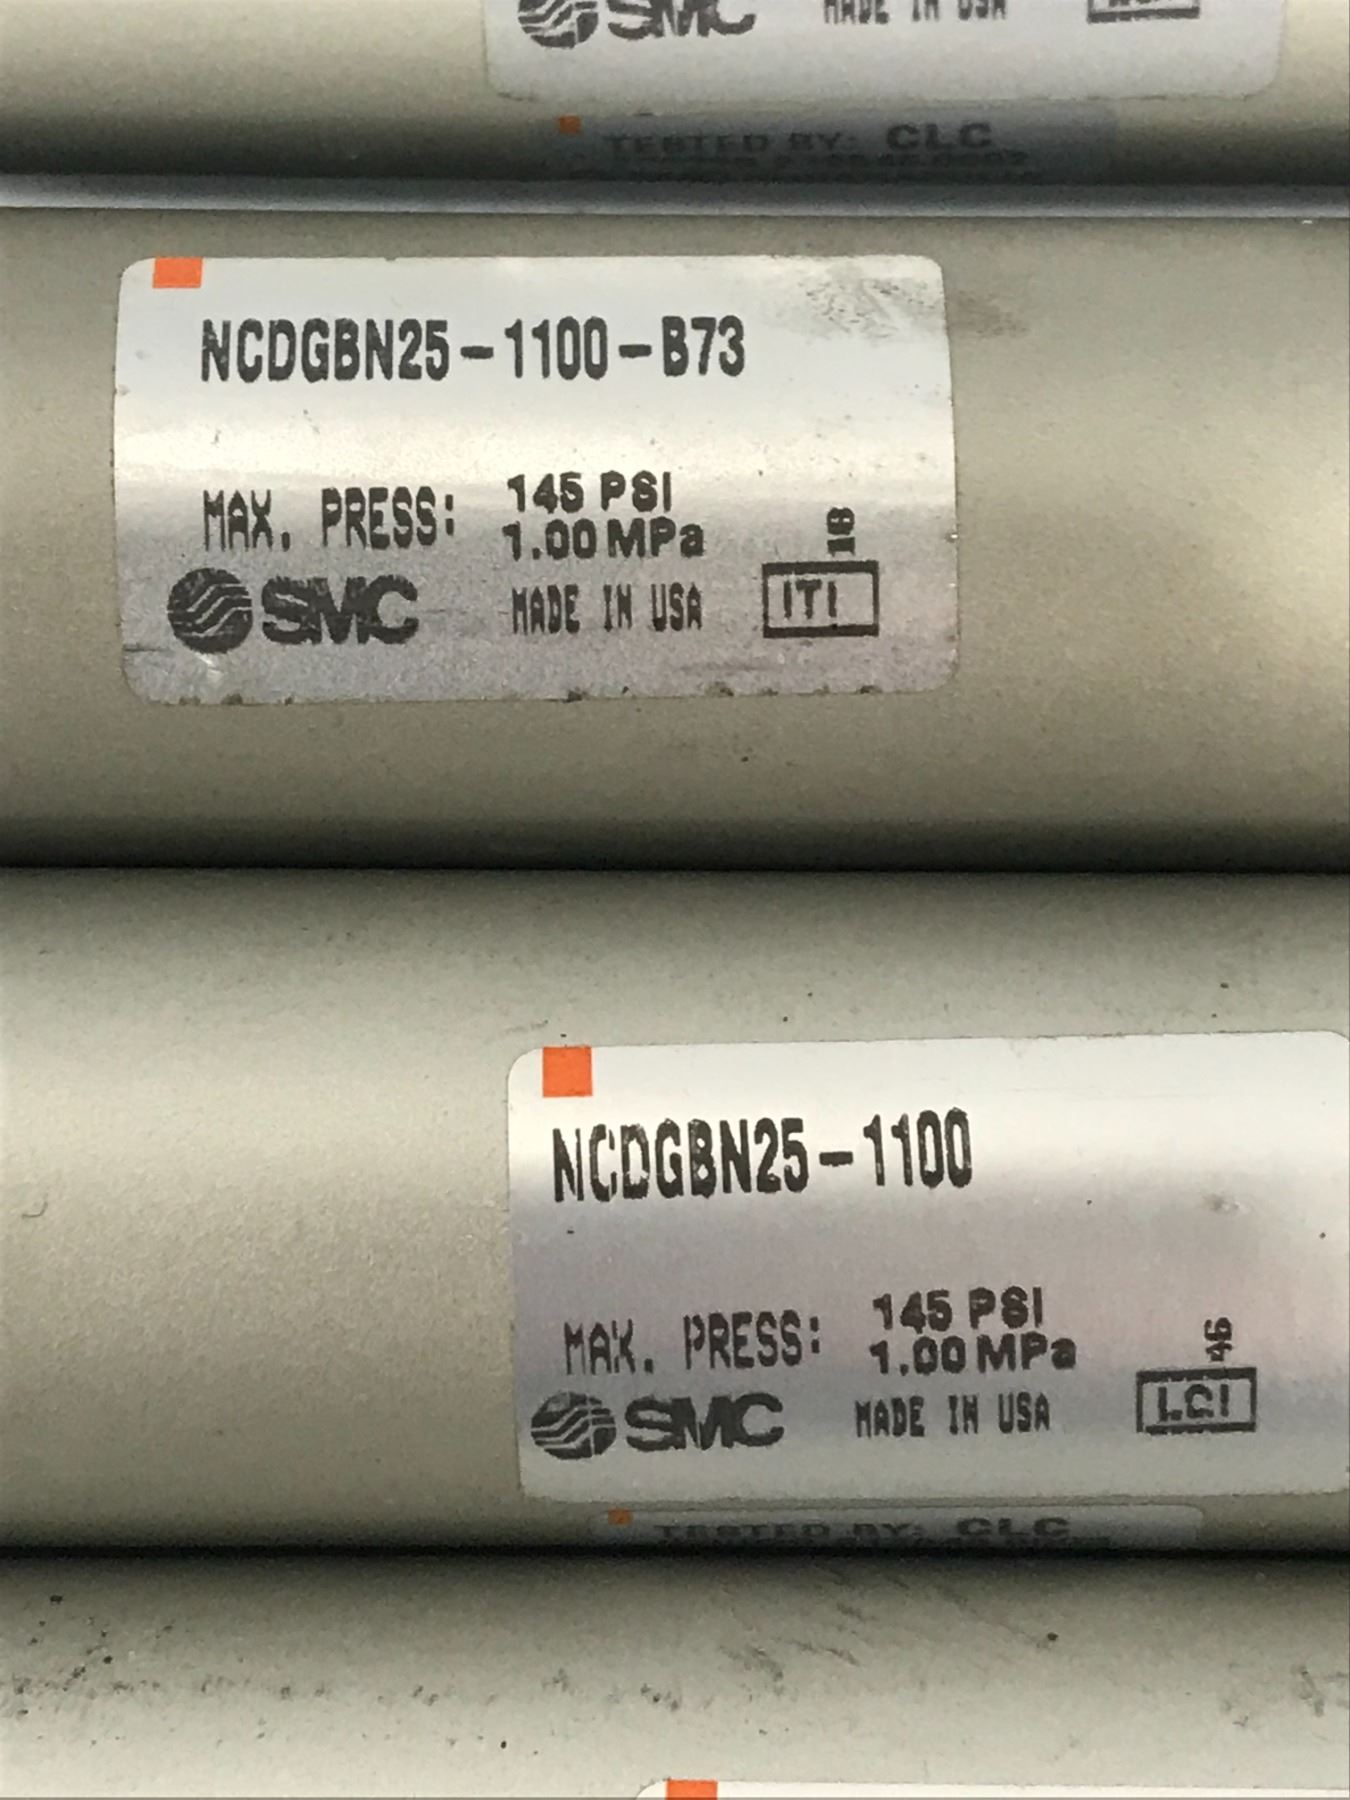 SMC MADE IN USA
TESTED BY: CLC
NCDGBN25-1100-B73
MAX. PRESS: 145 PSI
1.00 MPa
18
SMC MADE IN USA ITI
NCDGBN25-1100
MAX. PRESS: 145 PSI
1.00 MPa
SMC MADE IN USA
TESTED BY: CLC